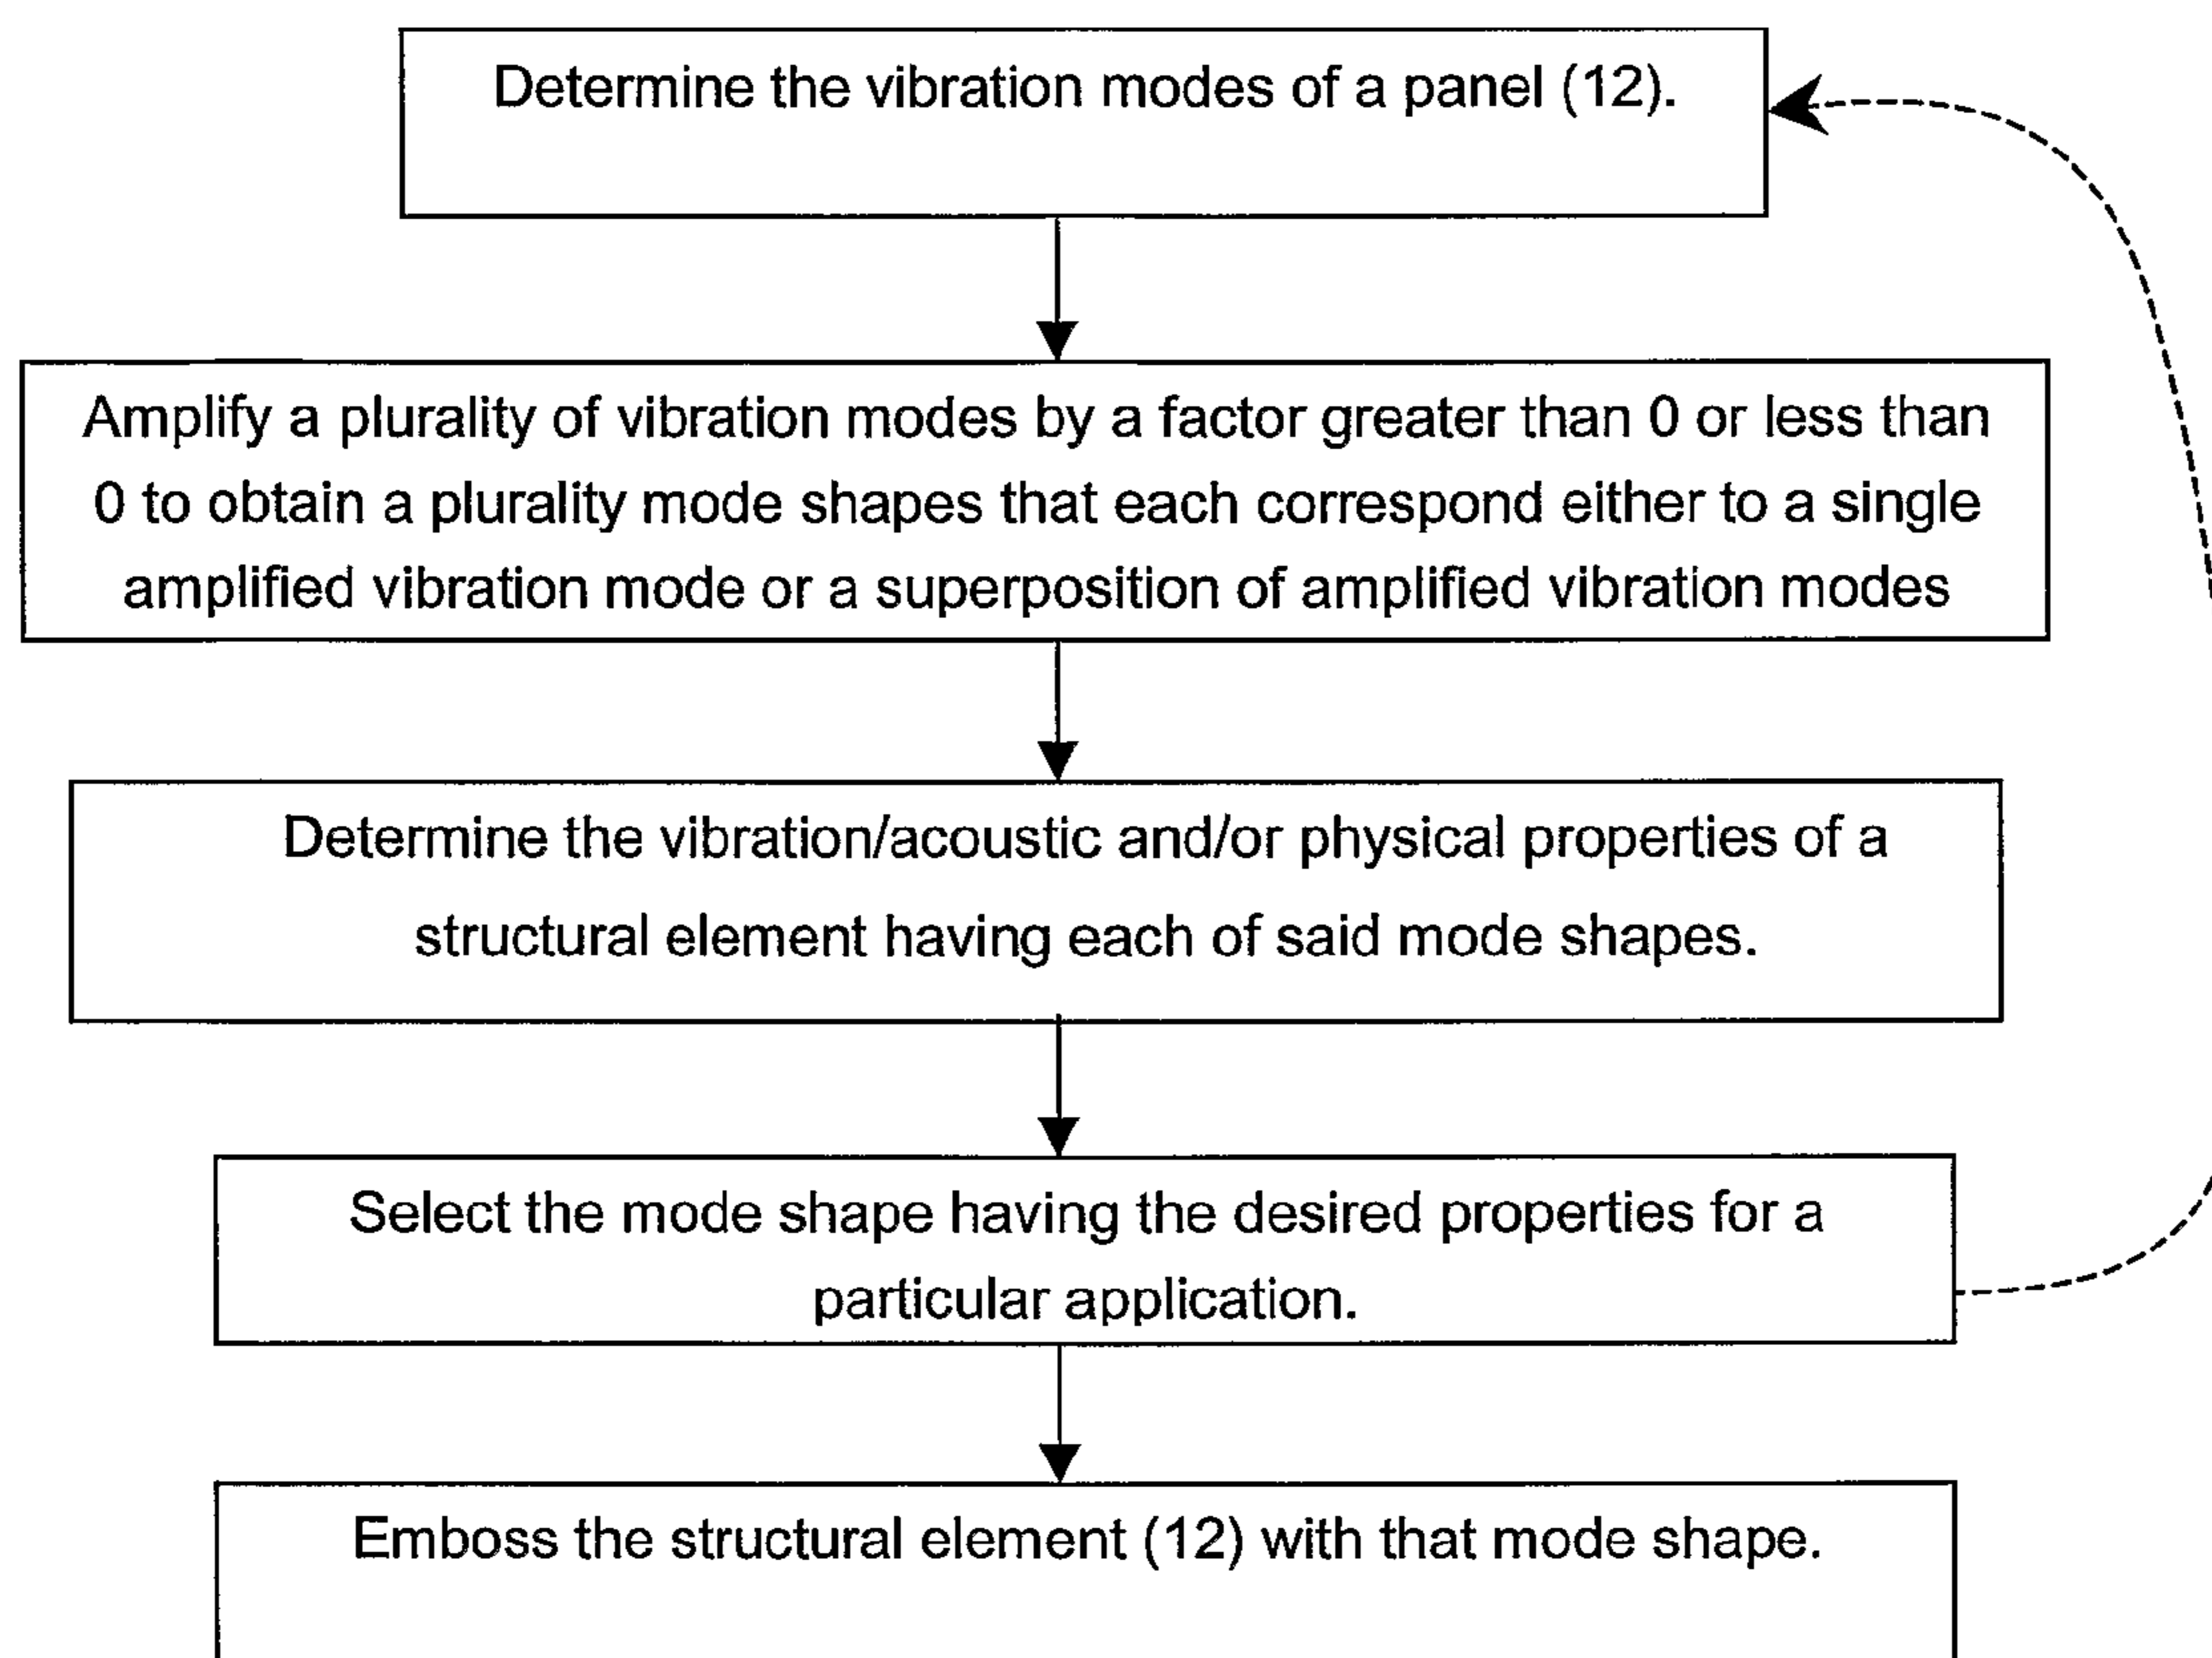 Determine the vibration modes of a panel (12).
Amplify a plurality of vibration modes by a factor greater than 0 or less than
0 to obtain a plurality mode shapes that each correspond either to a single
amplified vibration mode or a superposition of amplified vibration modes
Determine the vibration/acoustic and/or physical properties of a
structural element having each of said mode shapes.
Select the mode shape having the desired properties for a
particular application.
Emboss the structural element (12) with that mode shape.